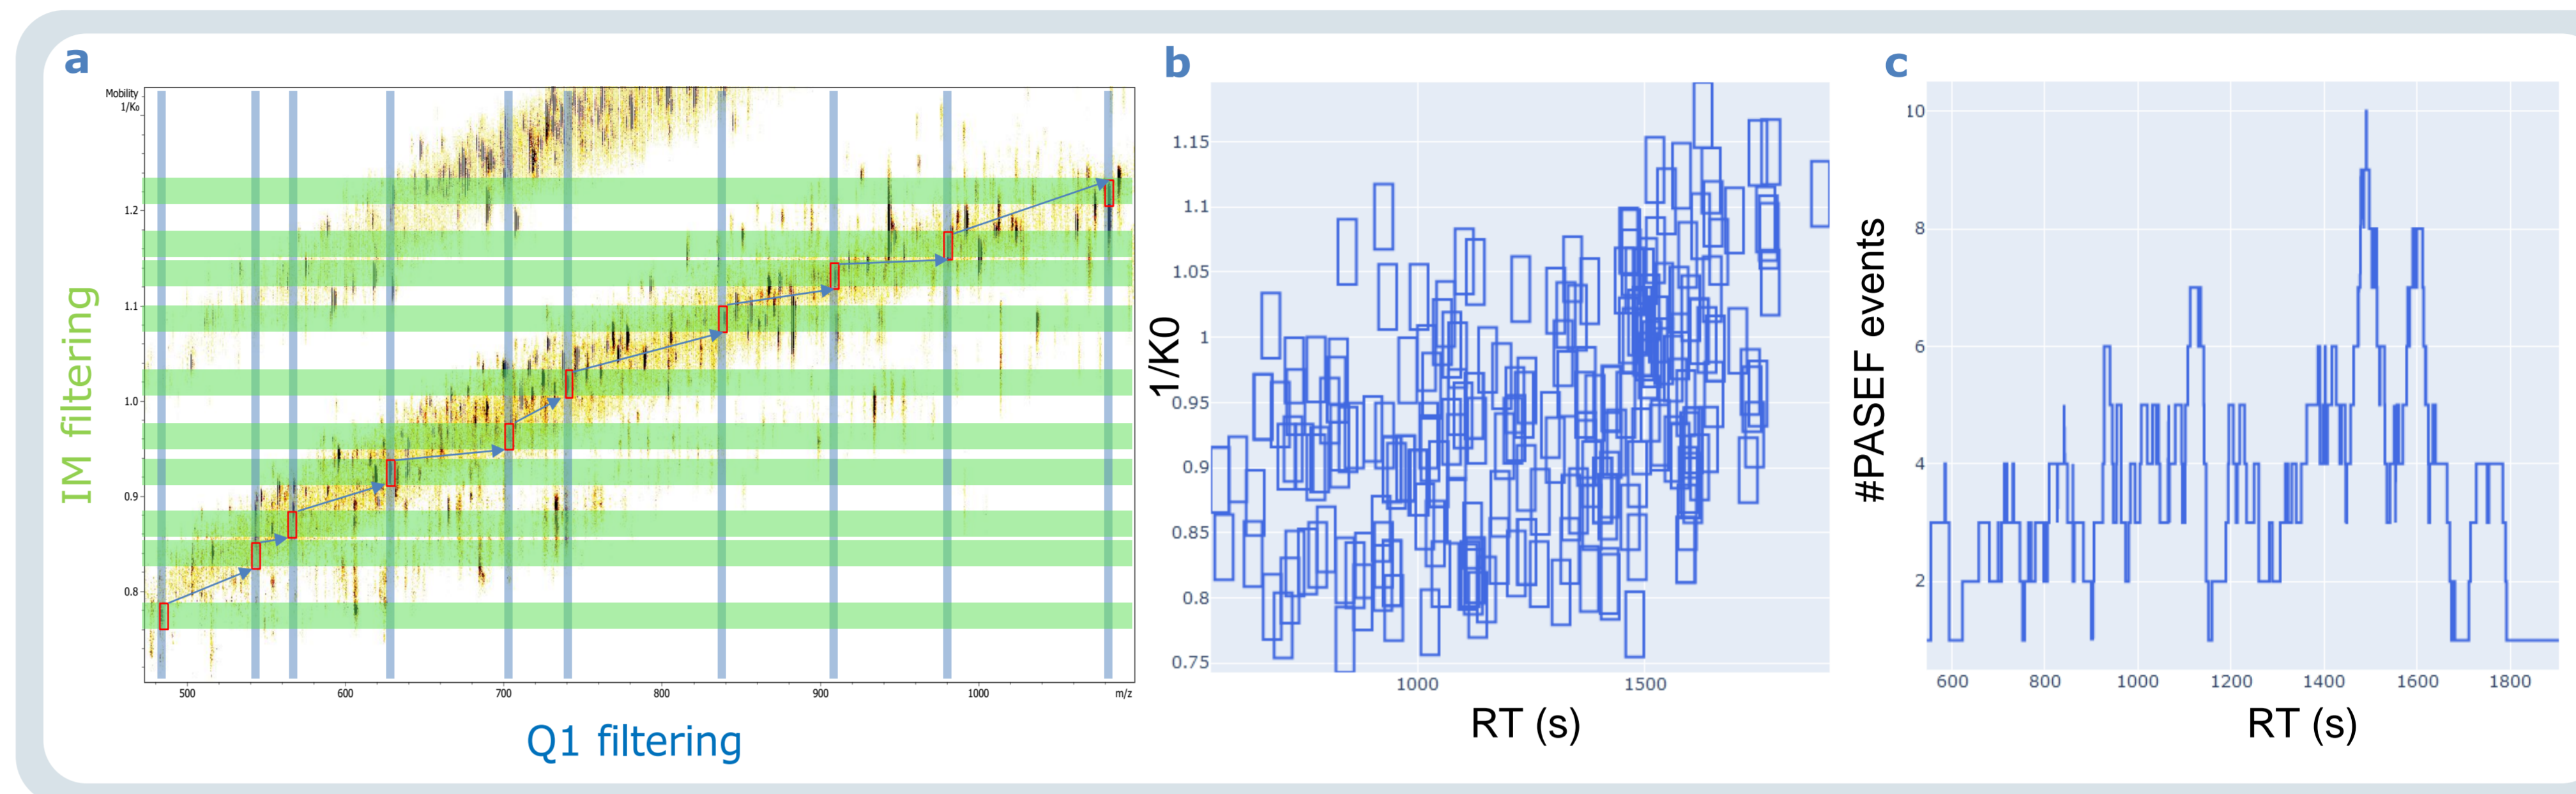 a
Mobility
1/K₀
1.2
1.1
1.0
0.9
0.8
500 600 700 800 900 1000 m/z
IM filtering
Q1 filtering
b
1.15
1.1
1.05
1
0.95
0.9
0.85
0.8
0.75
1/K0
1000 1500
RT (s)
c
10
8
6
4
2
#PASEF events
600 800 1000 1200 1400 1600 1800
RT (s)